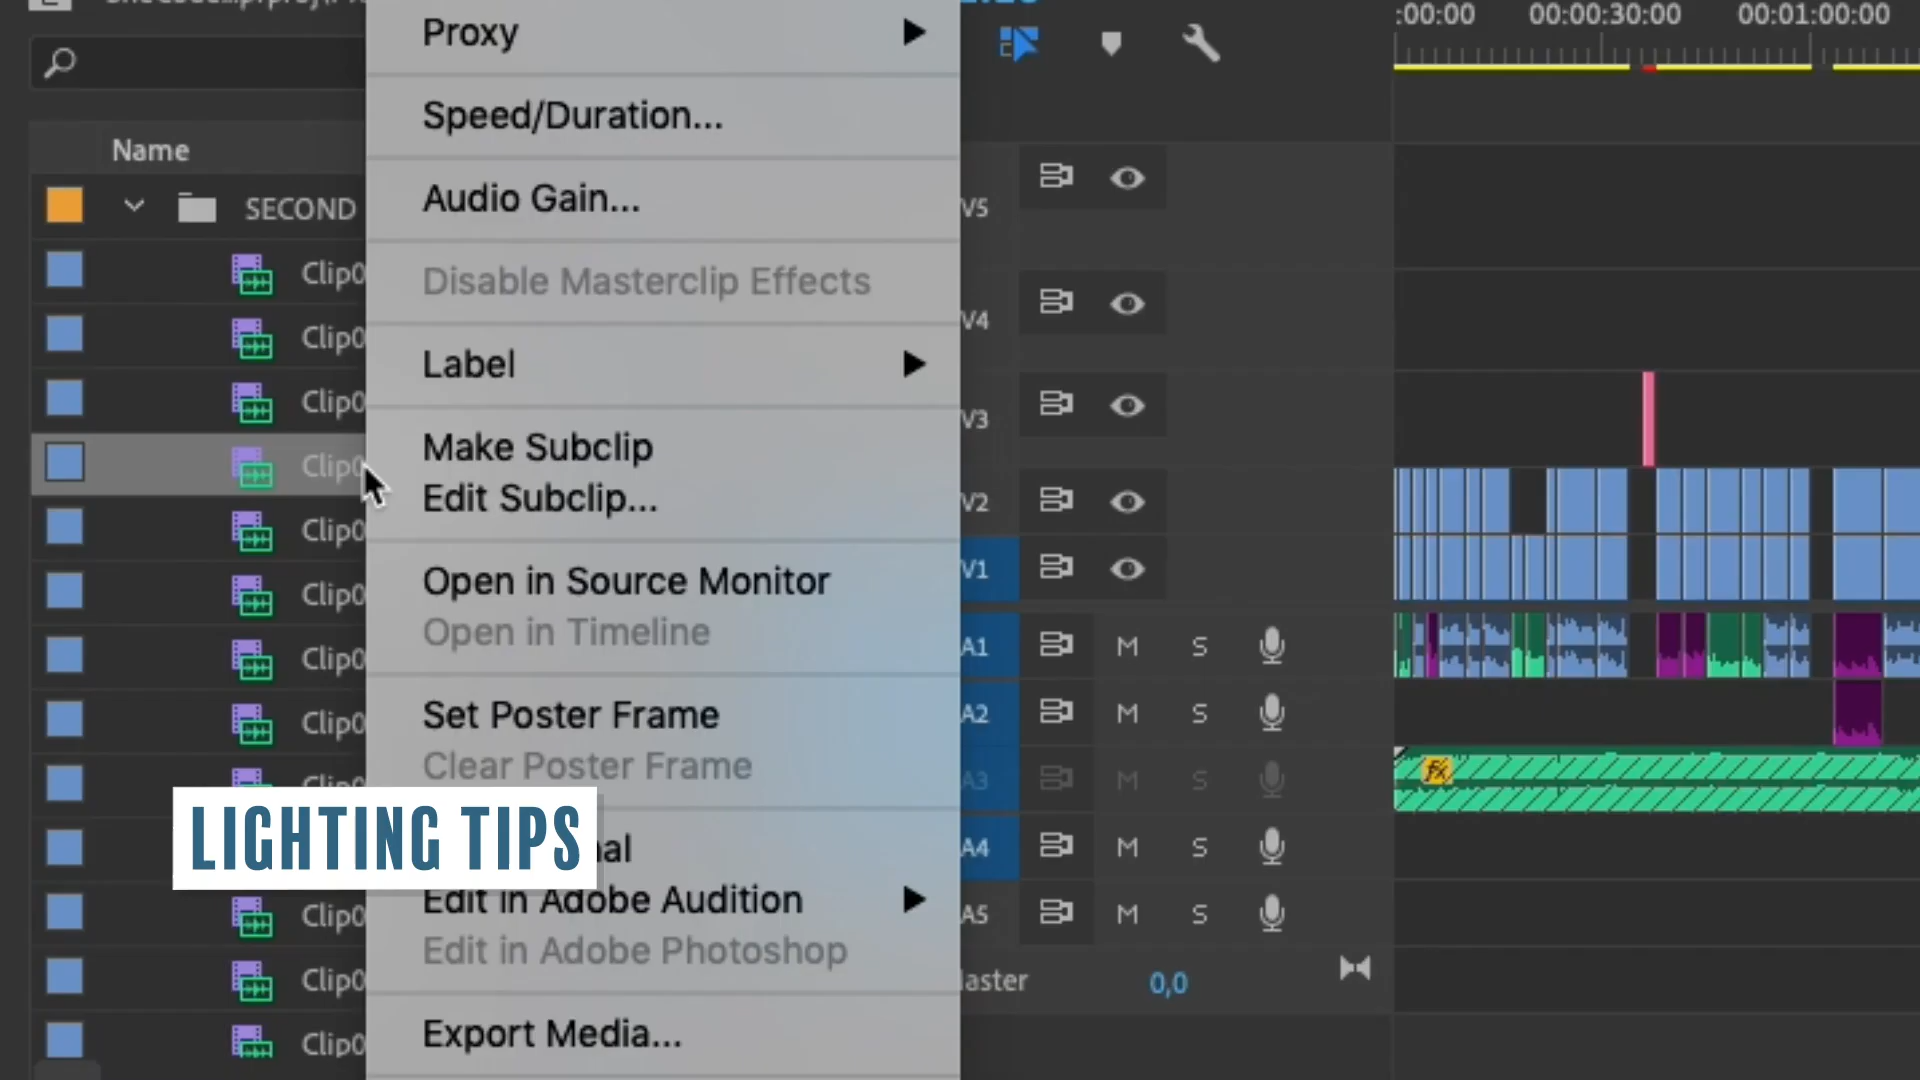 :00:00
00:00:30:00
00:01:00:00
Proxy
Speed/Duration...
Audio Gain...
Disable Masterclip Effects
Label
Make Subclip
Edit Subclip...
Open in Source Monitor
Open in Timeline
Set Poster Frame
Clear Poster Frame
Edit in Adobe Audition
Edit in Adobe Photoshop
Export Media...
Name
SECOND
Clip0
Clip0
Clip0
Clip0
Clip0
Clip0
Clip0
Clip0
Clip0
Clip0
Clip0
LIGHTING TIPS
V5
V4
V3
V2
V1
A1 M S
A2 M S
A3 M S
A4 M S
A5 M S
aster 0,0
fx